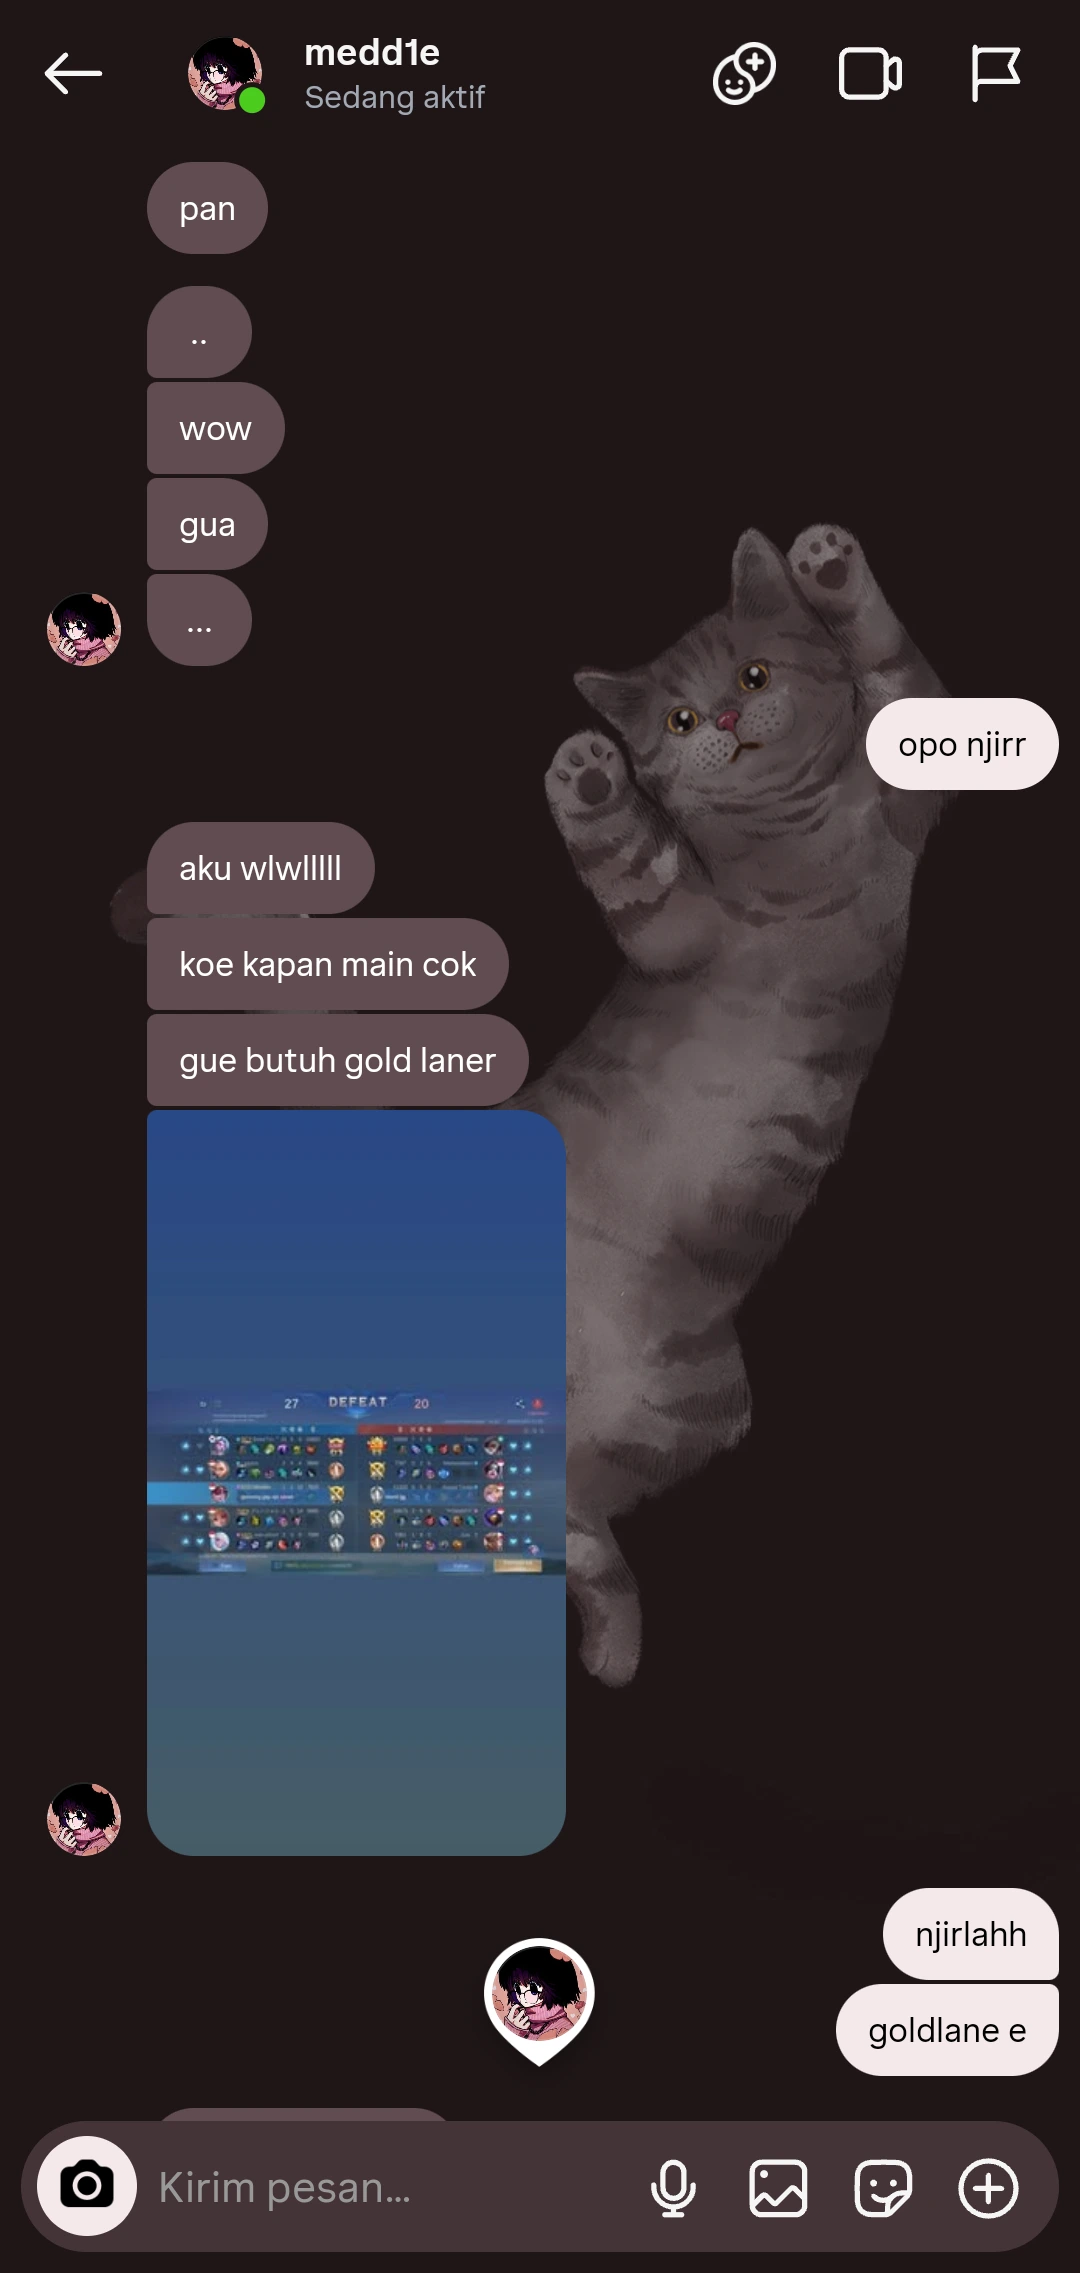 medd1e
Sedang aktif
pan
..
wow
gua
...
opo njirr
aku wlwlllll
koe kapan main cok
gue butuh gold laner
27 DEFEAT 20
njirlahh
goldlane e
Kirim pesan...